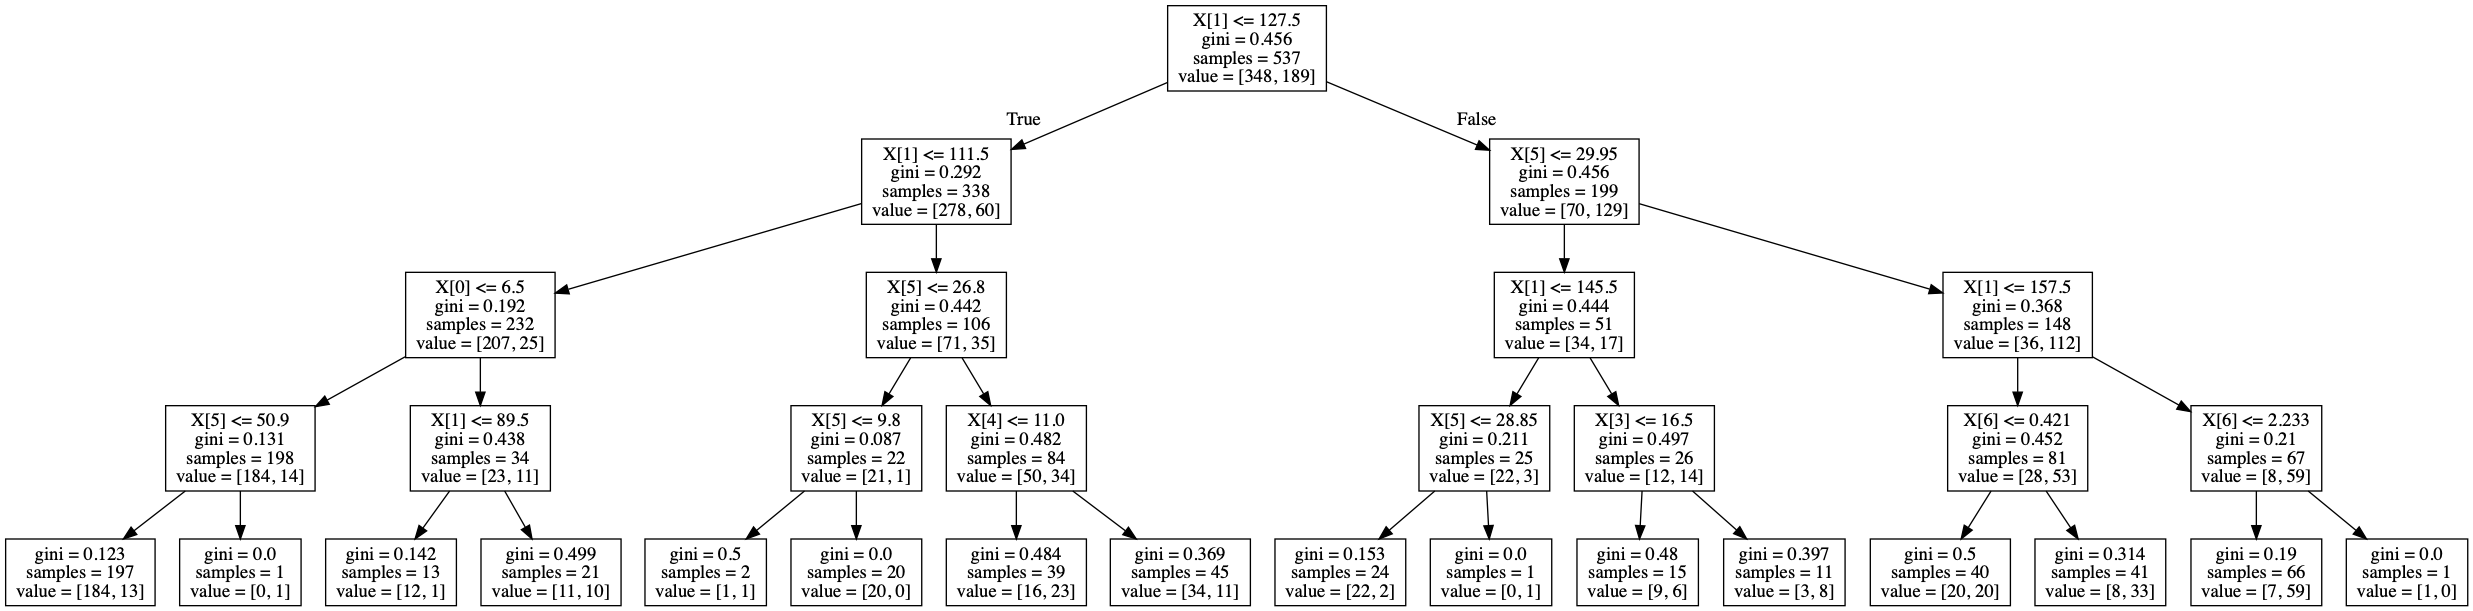 X[1] <= 127.5
gini = 0.456
samples = 537
value = [348, 189]
True
False
X[1] <= 111.5
gini = 0.292
samples = 338
value = [278, 60]
X[5] <= 29.95
gini = 0.456
samples = 199
value = [70, 129]
X[0] <= 6.5
gini = 0.192
samples = 232
value = [207, 25]
X[5] <= 26.8
gini = 0.442
samples = 106
value = [71, 35]
X[1] <= 145.5
gini = 0.444
samples = 51
value = [34, 17]
X[1] <= 157.5
gini = 0.368
samples = 148
value = [36, 112]
X[5] <= 50.9
gini = 0.131
samples = 198
value = [184, 14]
X[1] <= 89.5
gini = 0.438
samples = 34
value = [23, 11]
X[5] <= 9.8
gini = 0.087
samples = 22
value = [21, 1]
X[4] <= 11.0
gini = 0.482
samples = 84
value = [50, 34]
X[5] <= 28.85
gini = 0.211
samples = 25
value = [22, 3]
X[3] <= 16.5
gini = 0.497
samples = 26
value = [12, 14]
X[6] <= 0.421
gini = 0.452
samples = 81
value = [28, 53]
X[6] <= 2.233
gini = 0.21
samples = 67
value = [8, 59]
gini = 0.123
samples = 197
value = [184, 13]
gini = 0.0
samples = 1
value = [0, 1]
gini = 0.142
samples = 13
value = [12, 1]
gini = 0.499
samples = 21
value = [11, 10]
gini = 0.5
samples = 2
value = [1, 1]
gini = 0.0
samples = 20
value = [20, 0]
gini = 0.484
samples = 39
value = [16, 23]
gini = 0.369
samples = 45
value = [34, 11]
gini = 0.153
samples = 24
value = [22, 2]
gini = 0.0
samples = 1
value = [0, 1]
gini = 0.48
samples = 15
value = [9, 6]
gini = 0.397
samples = 11
value = [3, 8]
gini = 0.5
samples = 40
value = [20, 20]
gini = 0.314
samples = 41
value = [8, 33]
gini = 0.19
samples = 66
value = [7, 59]
gini = 0.0
samples = 1
value = [1, 0]